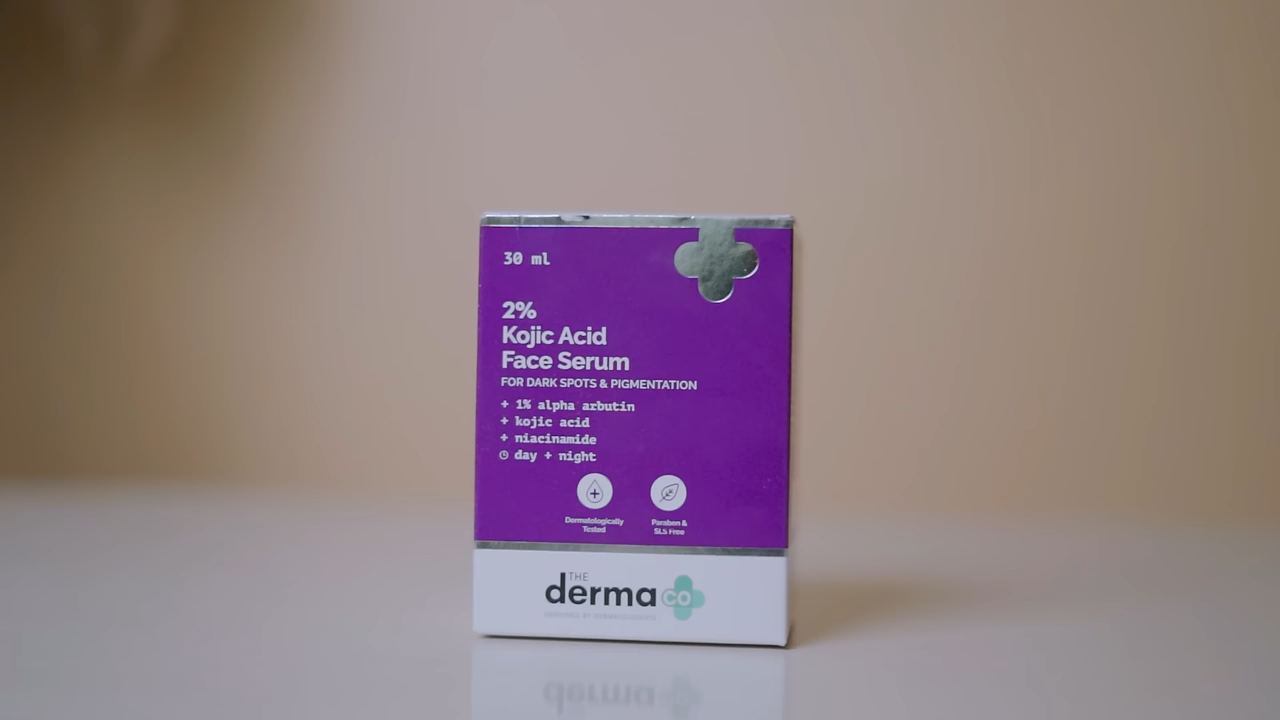 30 ml
2%
Kojic Acid
Face Serum
FOR DARK SPOTS & PIGMENTATION
+ 1% alpha arbutin
+ kojic acid
+ niacinamide
day + night
Dermatologically
Tested
Paraben &
SLS Free
THE
derma co